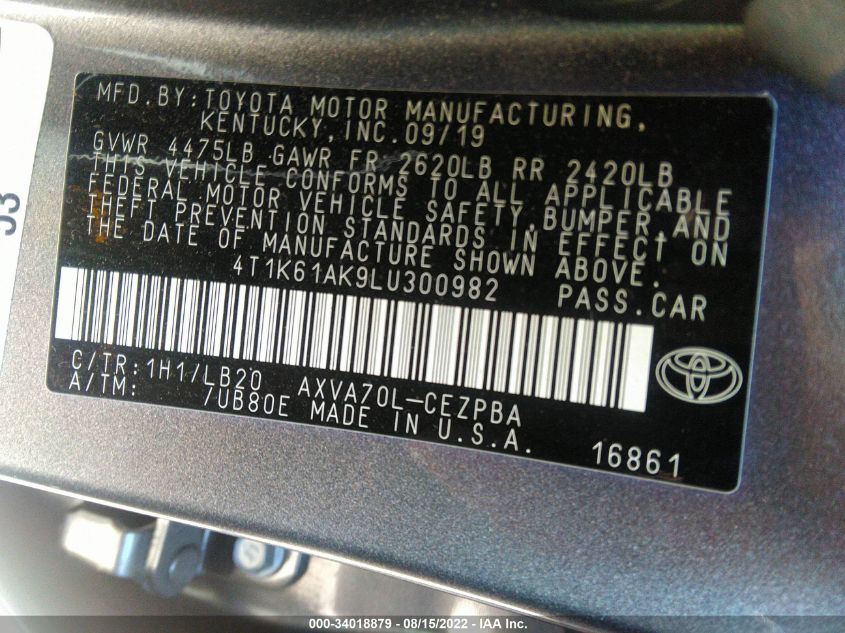 53
MFD.BY:TOYOTA MOTOR MANUFACTURING,
KENTUCKY,INC.09/19
GVWR 4475LB GAWR FR 2620LB RR 2420LB
THIS VEHICLE CONFORMS TO ALL APPLICABLE
FEDERAL MOTOR VEHICLE SAFETY,BUMPER,AND
THEFT PREVENTION STANDARDS IN EFFECT ON
THE DATE OF MANUFACTURE SHOWN ABOVE.
4T1K61AK9LU300982 PASS.CAR
C/TR:1H1/LB20 AXVA70L-CEZPBA
A/TM: /UB80E MADE IN U.S.A.
16861
000-34018879 - 08/15/2022 - IAA Inc.